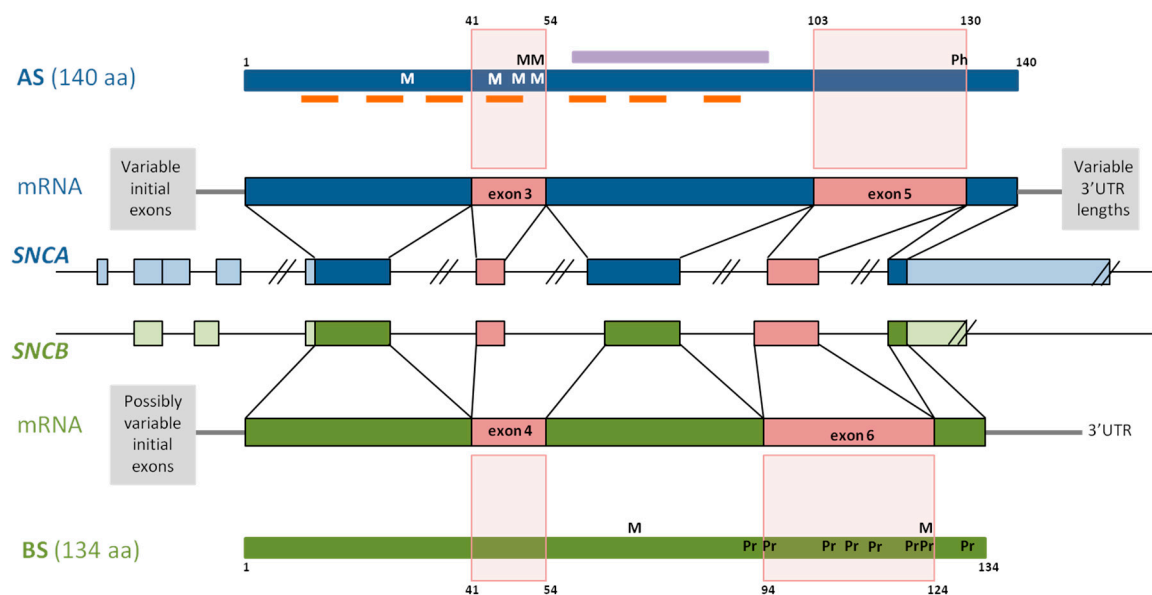 41 54 103 130
MM
1 Ph 140
AS (140 aa)
M M M M
Variable
initial
exons
mRNA
exon 3
exon 5
Variable
3'UTR
lengths
SNCA
SNCB
Possibly
variable
initial
exons
mRNA
exon 4
exon 6
3'UTR
M M
BS (134 aa)
Pr Pr Pr Pr Pr Pr Pr Pr
1 134
41 54 94 124